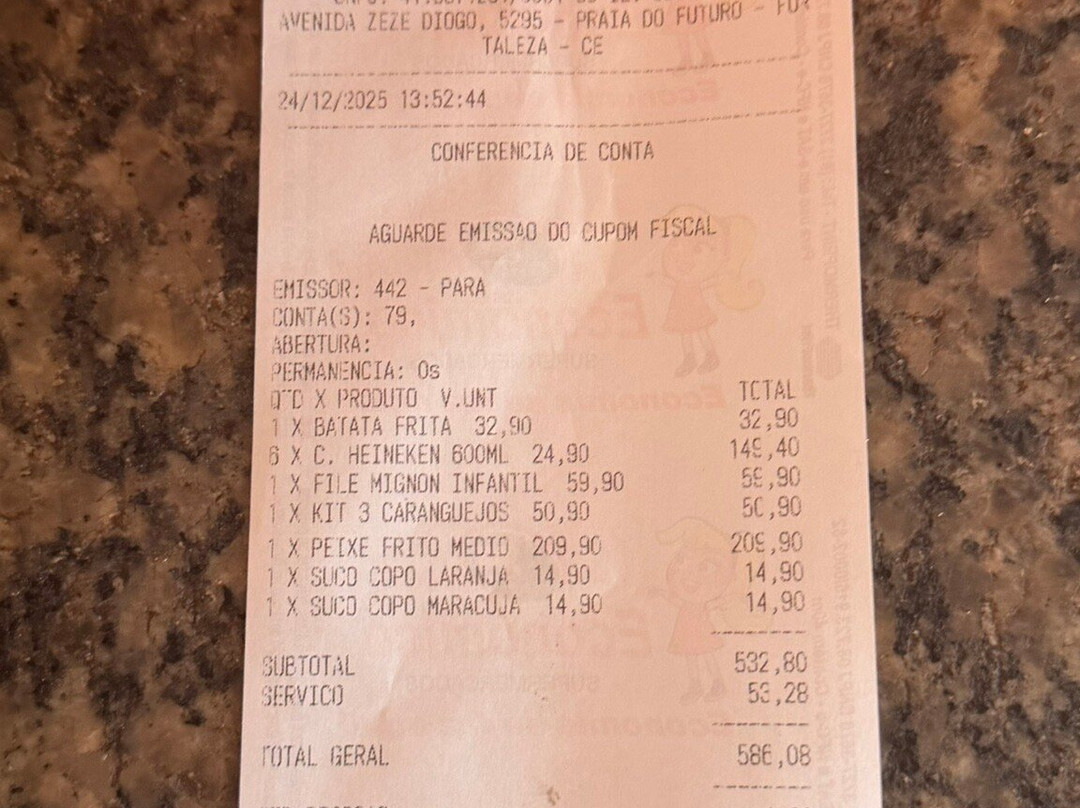 AVENIDA ZEZE DIOGO, 5295 - PRAIA DO FUTURO - FOR
TALEZA - CE
24/12/2025 13:52:44
CONFERENCIA DE CONTA
AGUARDE EMISSAO DO CUPOM FISCAL
EMISSOR: 442 - PARA
CONTA(S): 79,
ABERTURA:
PERMANENCIA: 0s
QTD X PRODUTO V.UNT TOTAL
1 X BATATA FRITA 32,90 32,90
6 X C. HEINEKEN 600ML 24,90 149,40
1 X FILE MIGNON INFANTIL 59,90 59,90
1 X KIT 3 CARANGUEJOS 50,90 50,90
1 X PEIXE FRITO MEDIO 209,90 209,90
1 X SUCO COPO LARANJA 14,90 14,90
1 X SUCO COPO MARACUJA 14,90 14,90
SUBTOTAL 532,80
SERVICO 53,28
TOTAL GERAL 586,08